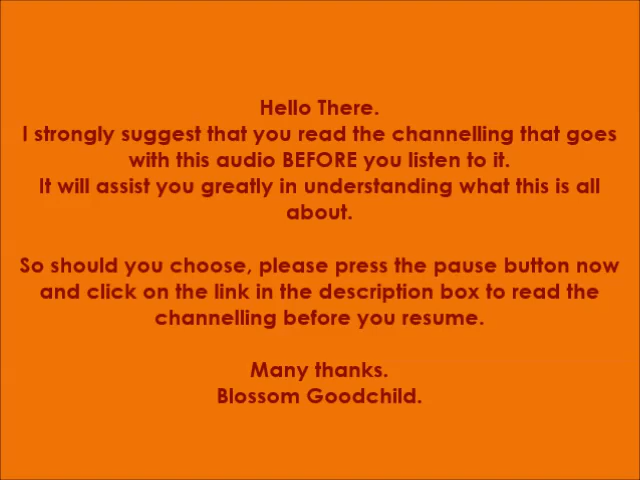 Hello There.
I strongly suggest that you read the channelling that goes
with this audio BEFORE you listen to it.
It will assist you greatly in understanding what this is all
about.
So should you choose, please press the pause button now
and click on the link in the description box to read the
channelling before you resume.
Many thanks.
Blossom Goodchild.